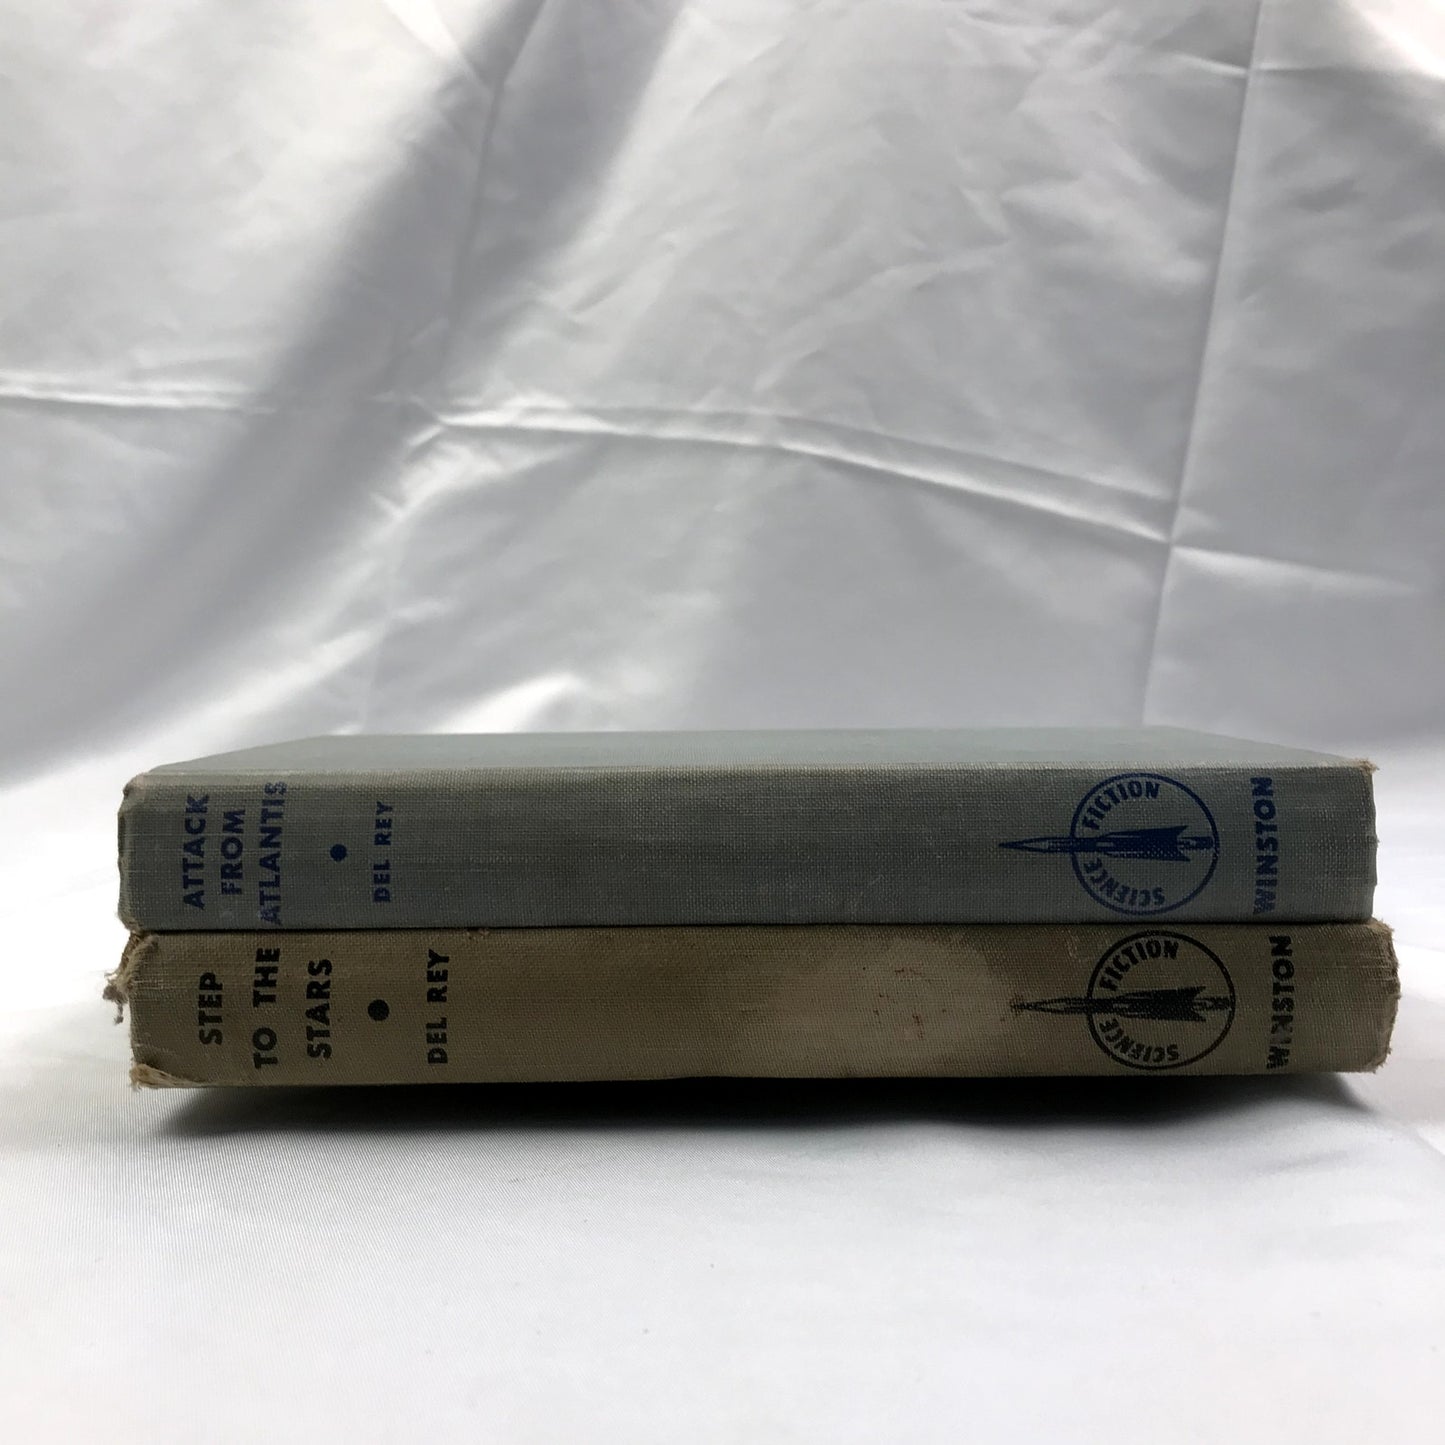 ATTACK
FROM
ATLANTIS
•
DEL REY
SCIENCE FICTION
WINSTON
STEP
TO THE
STARS
•
DEL REY
SCIENCE FICTION
WINSTON